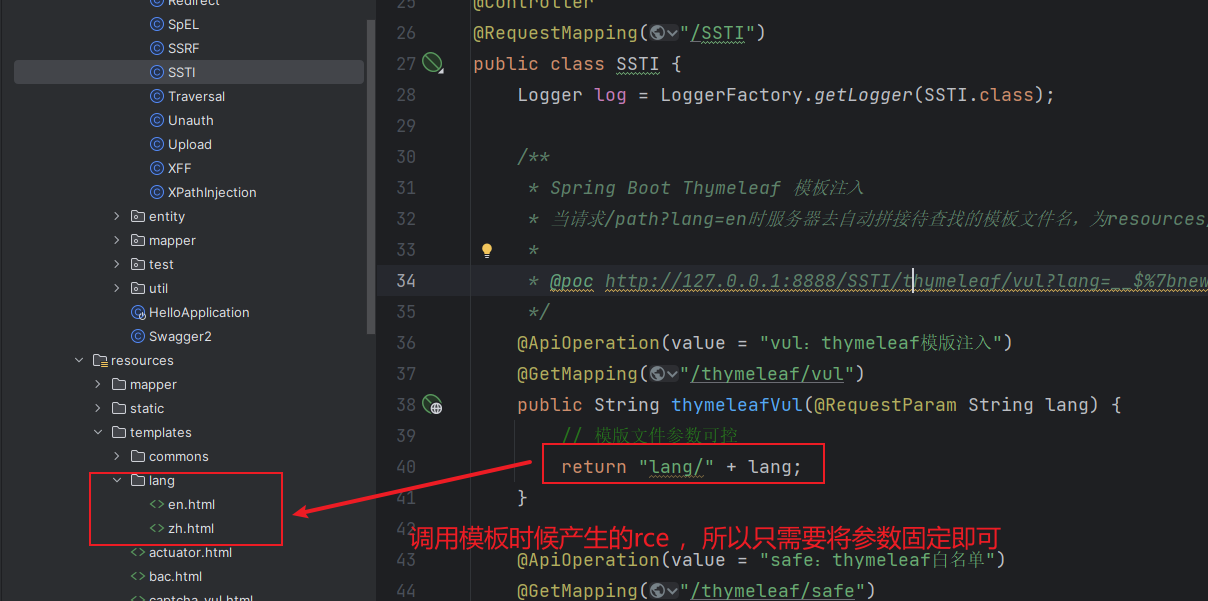 Redirect
SpEL
SSRF
SSTI
Traversal
Unauth
Upload
XFF
XPathInjection
entity
mapper
test
util
HelloApplication
Swagger2
resources
mapper
static
templates
commons
lang
en.html
zh.html
actuator.html
bac.html
captcha_vul.html
25 @Controller
26 @RequestMapping("/SSTI")
27 public class SSTI {
28 Logger log = LoggerFactory.getLogger(SSTI.class);
29
30 /**
31 * Spring Boot Thymeleaf 模板注入
32 * 当请求/path?lang=en时服务器去自动拼接待查找的模板文件名，为resources
33 *
34 * @poc http://127.0.0.1:8888/SSTI/thymeleaf/vul?lang=__$%7bnew
35 */
36 @ApiOperation(value = "vul：thymeleaf模版注入")
37 @GetMapping("/thymeleaf/vul")
38 public String thymeleafVul(@RequestParam String lang) {
39 // 模版文件参数可控
40 return "lang/" + lang;
41 }
42
调用模板时候产生的rce ，所以只需要将参数固定即可
43 @ApiOperation(value = "safe：thymeleaf白名单")
44 @GetMapping("/thymeleaf/safe")